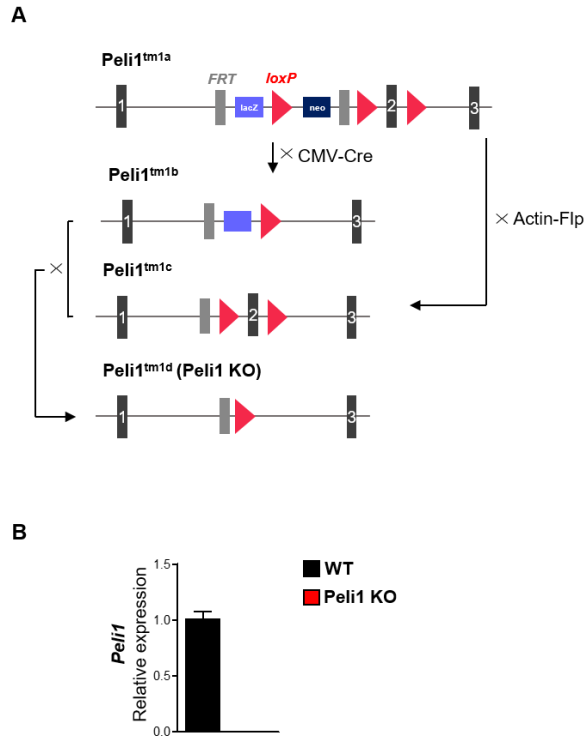 A
Peli1tm1a
FRT loxP
1 lacZ neo 2 3
× CMV-Cre
Peli1tm1b
× Actin-Flp
1 3
×
Peli1tm1c
1 2 3
Peli1tm1d (Peli1 KO)
1 3
B
1.5
WT
Peli1 KO
1.0
Peli1
Relative expression
0.5
0.0